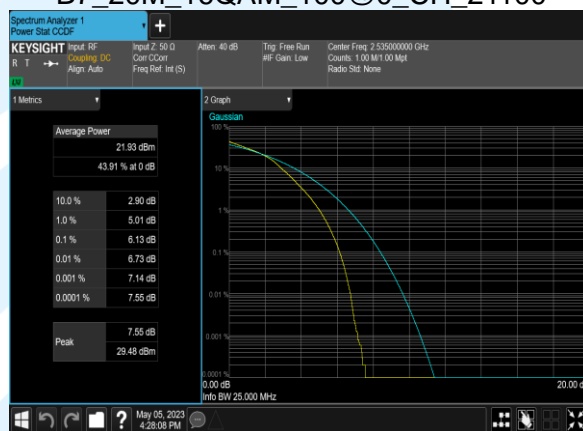 Spectrum Analyzer 1
Power Stat CCDF
KEYSIGHT
Input: RF
Coupling: DC
Align: Auto
Input Z: 50 Ω
Corr CCorr
Freq Ref: Int (S)
Atten: 40 dB
Trig: Free Run
#IF Gain: Low
Center Freq: 2.535000000 GHz
Counts: 1.00 M/1.00 Mpt
Radio Std: None
R T
1 Metrics
Average Power
21.93 dBm
43.91 % at 0 dB
10.0 % 2.90 dB
1.0 % 5.01 dB
0.1 % 6.13 dB
0.01 % 6.73 dB
0.001 % 7.14 dB
0.0001 % 7.55 dB
Peak
7.55 dB
29.48 dBm
2 Graph
Gaussian
100 %
10 %
1 %
0.1 %
0.01 %
0.001 %
0.0001 %
0.00 dB
20.00 d
Info BW 25.000 MHz
?
May 05, 2023
4:28:08 PM